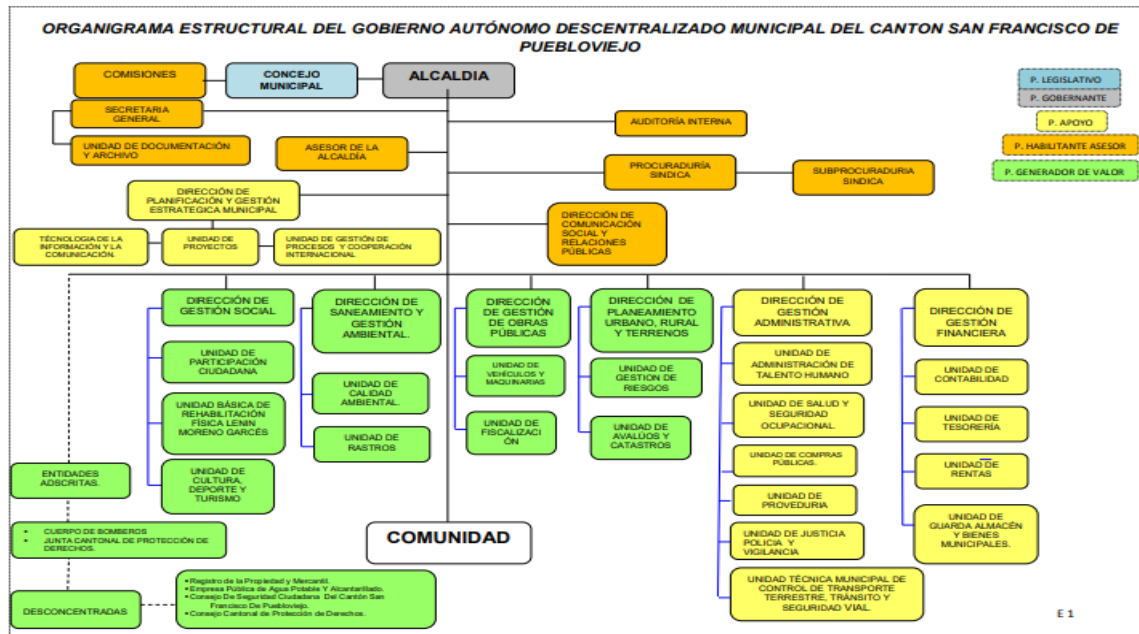 ORGANIGRAMA ESTRUCTURAL DEL GOBIERNO AUTÓNOMO DESCENTRALIZADO MUNICIPAL DEL CANTON SAN FRANCISCO DE
PUEBLOVIEJO
COMISIONES
CONCEJO
MUNICIPAL
ALCALDIA
P. LEGISLATIVO
P. GOBERNANTE
P. APOYO
P. HABILITANTE ASESOR
P. GENERADOR DE VALOR
SECRETARIA
GENERAL
AUDITORÍA INTERNA
UNIDAD DE DOCUMENTACIÓN
Y ARCHIVO
ASESOR DE LA
ALCALDÍA
PROCURADURÍA
SINDICA
SUBPROCURADURIA
SINDICA
DIRECCIÓN DE
PLANIFICACIÓN Y GESTIÓN
ESTRATEGICA MUNICIPAL
DIRECCIÓN DE
COMUNICACIÓN
SOCIAL Y
RELACIONES
PÚBLICAS
TÉCNOLOGIA DE LA
INFORMACIÓN Y LA
COMUNICACIÓN.
UNIDAD DE
PROYECTOS
UNIDAD DE GESTIÓN DE
PROCESOS Y COOPERACIÓN
INTERNACIONAL
DIRECCIÓN DE
GESTIÓN SOCIAL
UNIDAD DE
PARTICIPACIÓN
CIUDADANA
UNIDAD BÁSICA DE
REHABILITACIÓN
FÍSICA LENIN
MORENO GARCÉS
UNIDAD DE
CULTURA,
DEPORTE Y
TURISMO
DIRECCIÓN DE
SANEAMIENTO Y
GESTIÓN
AMBIENTAL.
UNIDAD DE
CALIDAD
AMBIENTAL.
UNIDAD DE
RASTROS
DIRECCIÓN
DE GESTIÓN
DE OBRAS
PÚBLICAS
UNIDAD DE
VEHÍCULOS Y
MAQUINARIAS
UNIDAD DE
FISCALIZACI
ÓN
DIRECCIÓN DE
PLANEAMIENTO
URBANO, RURAL
Y TERRENOS
UNIDAD DE
GESTION DE
RIESGOS
UNIDAD DE
AVALÚOS Y
CATASTROS
DIRECCIÓN DE
GESTIÓN
ADMINISTRATIVA
UNIDAD DE
ADMINISTRACIÓN DE
TALENTO HUMANO
UNIDAD DE SALUD Y
SEGURIDAD
OCUPACIONAL
UNIDAD DE COMPRAS
PÚBLICAS.
UNIDAD DE
PROVEDURIA
UNIDAD DE JUSTICIA
POLICIA Y
VIGILANCIA
UNIDAD TÉCNICA MUNICIPAL DE
CONTROL DE TRANSPORTE
TERRESTRE, TRÁNSITO Y
SEGURIDAD VIAL.
DIRECCIÓN DE
GESTIÓN
FINANCIERA
UNIDAD DE
CONTABILIDAD
UNIDAD DE
TESORERÍA
UNIDAD DE
RENTAS
UNIDAD DE
GUARDA ALMACÉN
Y BIENES
MUNICIPALES.
ENTIDADES
ADSCRITAS.
• CUERPO DE BOMBEROS
• JUNTA CANTONAL DE PROTECCIÓN DE
DERECHOS.
DESCONCENTRADAS
• Registro de la Propiedad y Mercantil.
• Empresa Pública de Agua Potable Y Alcantarillado.
• Consejo De Seguridad Ciudadana Del Cantón San
Francisco De Puebloviejo.
• Consejo Cantonal de Protección de Derechos.
COMUNIDAD
E 1